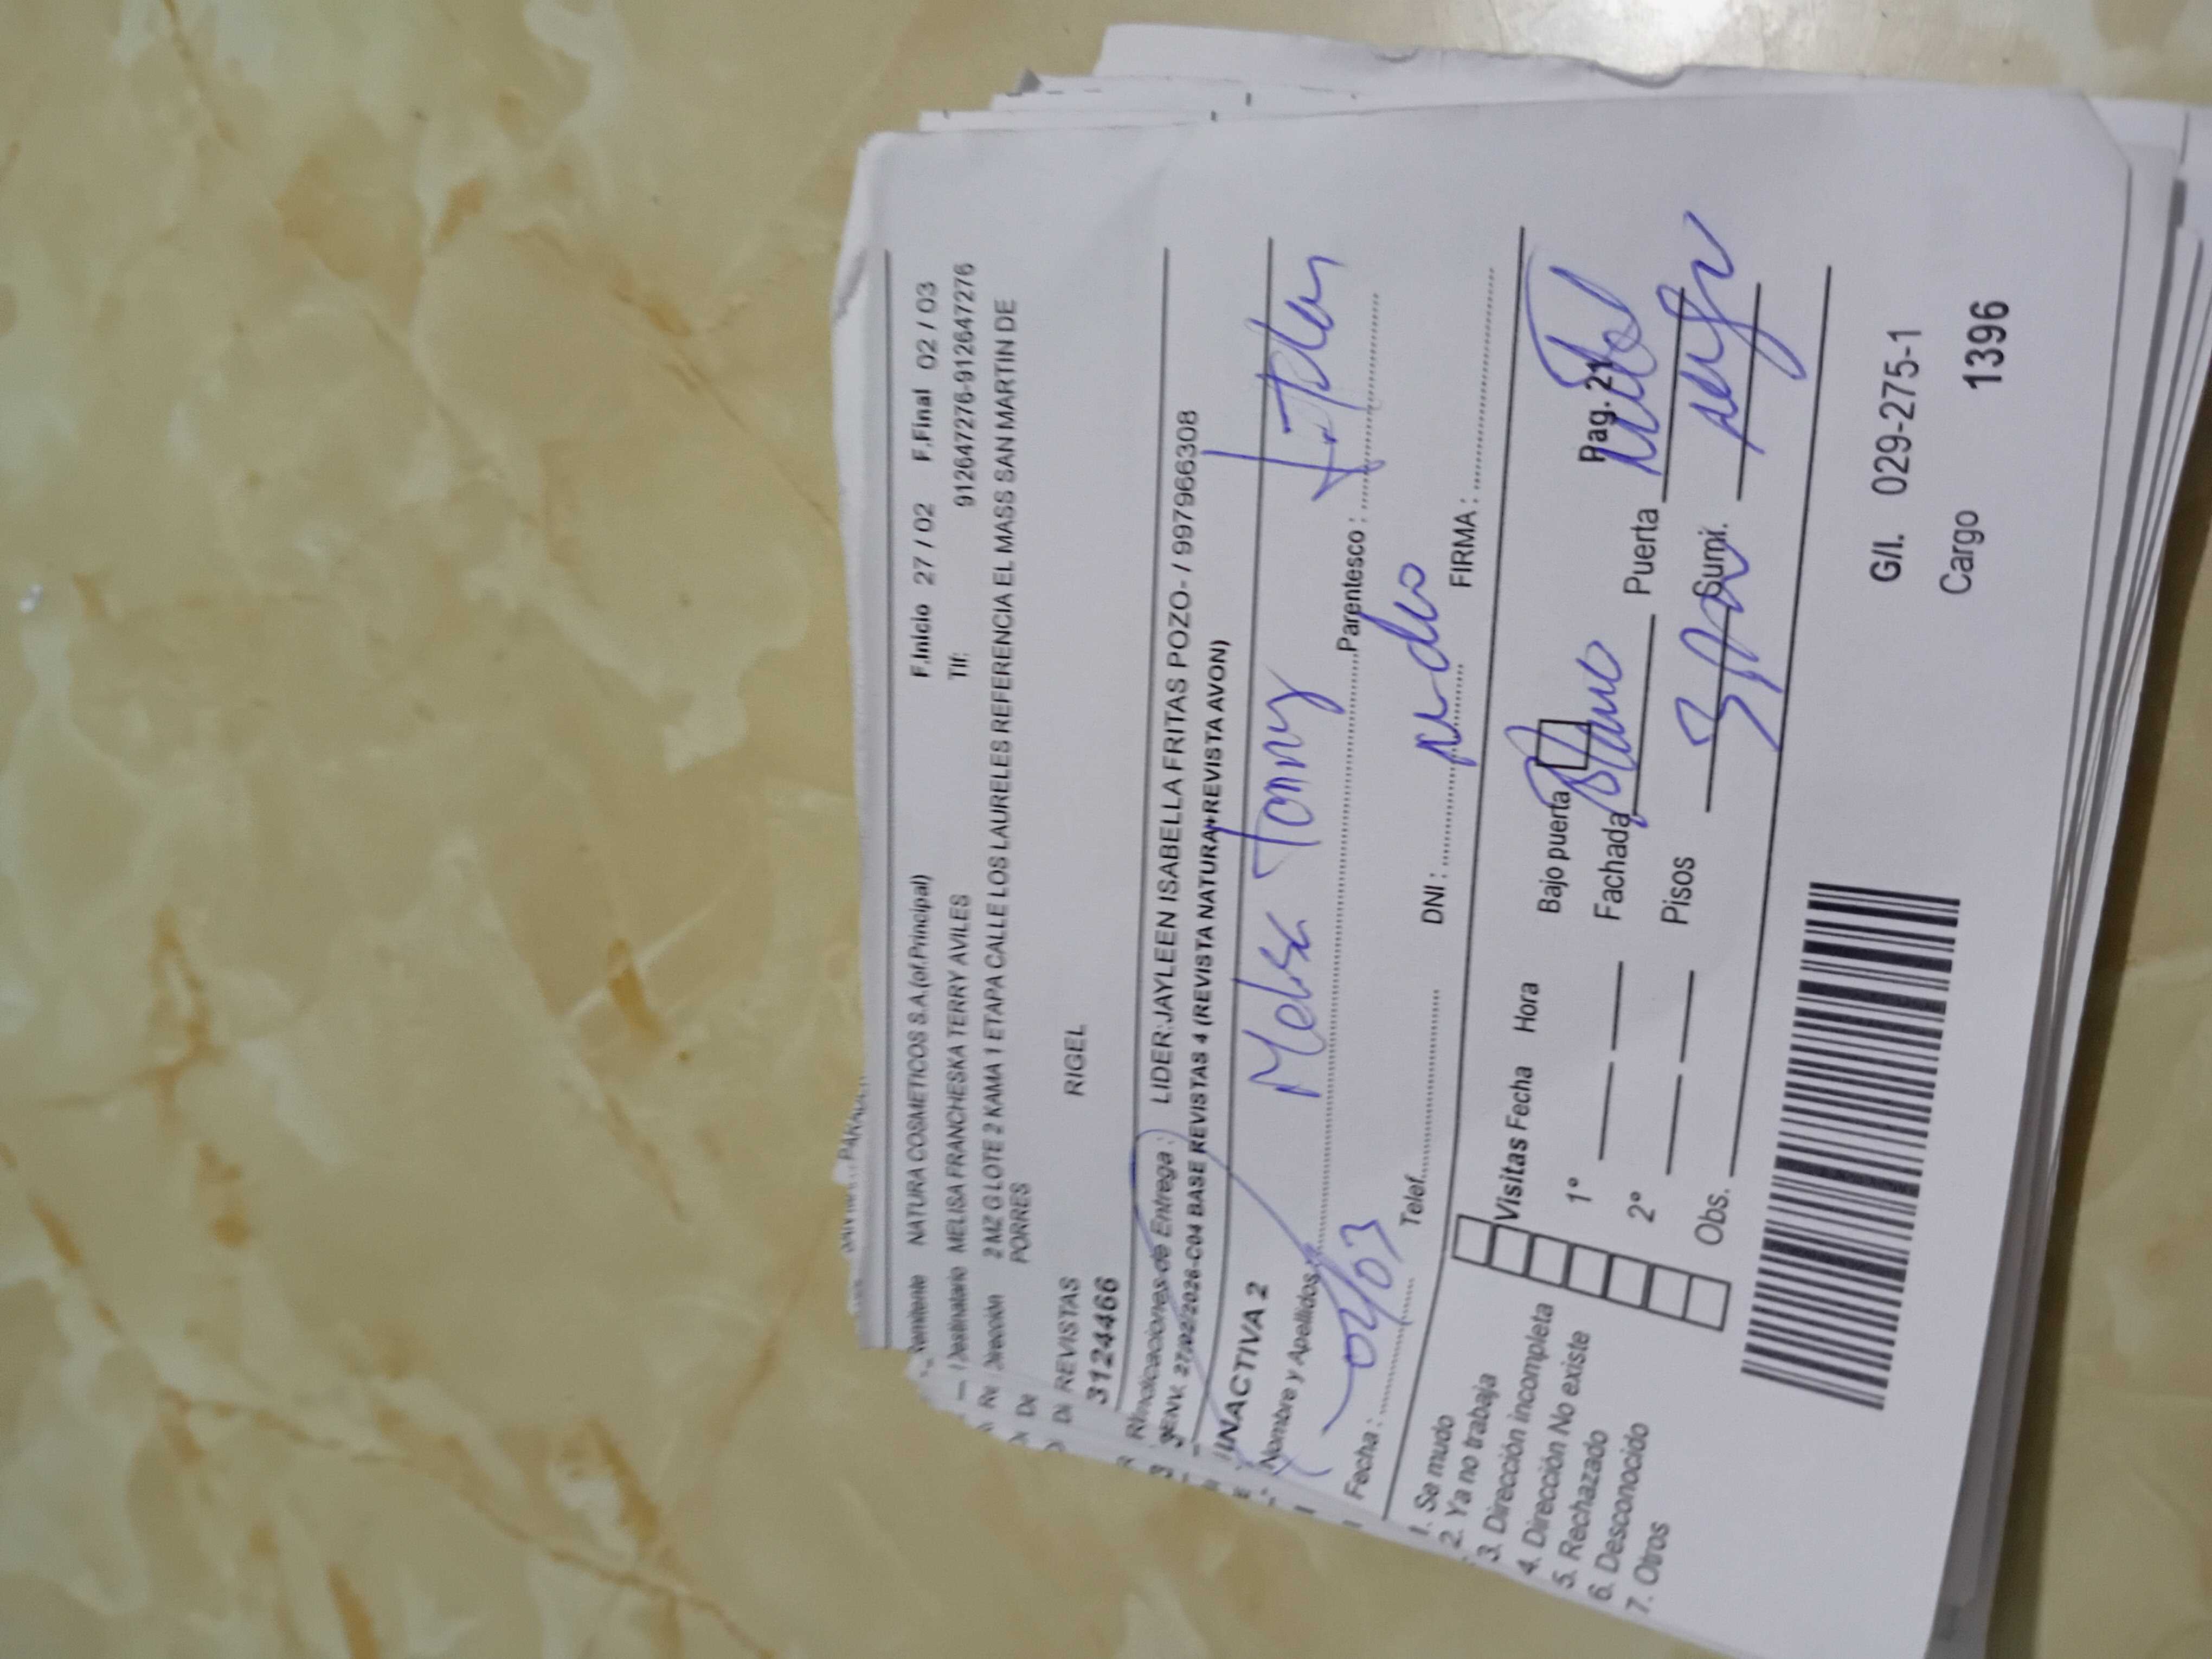 Remitente NATURA COSMETICOS S.A.(of.Principal) F.Inicio 27 / 02 F.Final 02 / 03
Destinatario MELISA FRANCHESKA TERRY AVILES Tlf: 912647276-912647276
Dirección 2 MZ G LOTE 2 KAMA 1 ETAPA CALLE LOS LAURELES REFERENCIA EL MASS SAN MARTIN DE
PORRES
REVISTAS RIGEL
3124466
Indicaciones de Entrega : LIDER:JAYLEEN ISABELLA FRITAS POZO- / 997966308
ENV. 27/02/2026-C04 BASE REVISTAS 4 (REVISTA NATURA+REVISTA AVON)
INACTIVA 2
Nombre y Apellidos: Melisa Terry Parentesco :
Fecha : 02/03 Telef. DNI : FIRMA :
1. Se mudo
2. Ya no trabaja
3. Dirección incompleta
4. Dirección No existe
5. Rechazado
6. Desconocido
7. Otros
Visitas Fecha Hora Bajo puerta Pag. 21
1° Fachada Puerta
2° Pisos 3 Sumi.
Obs.
G/I. 029-275-1
Cargo 1396